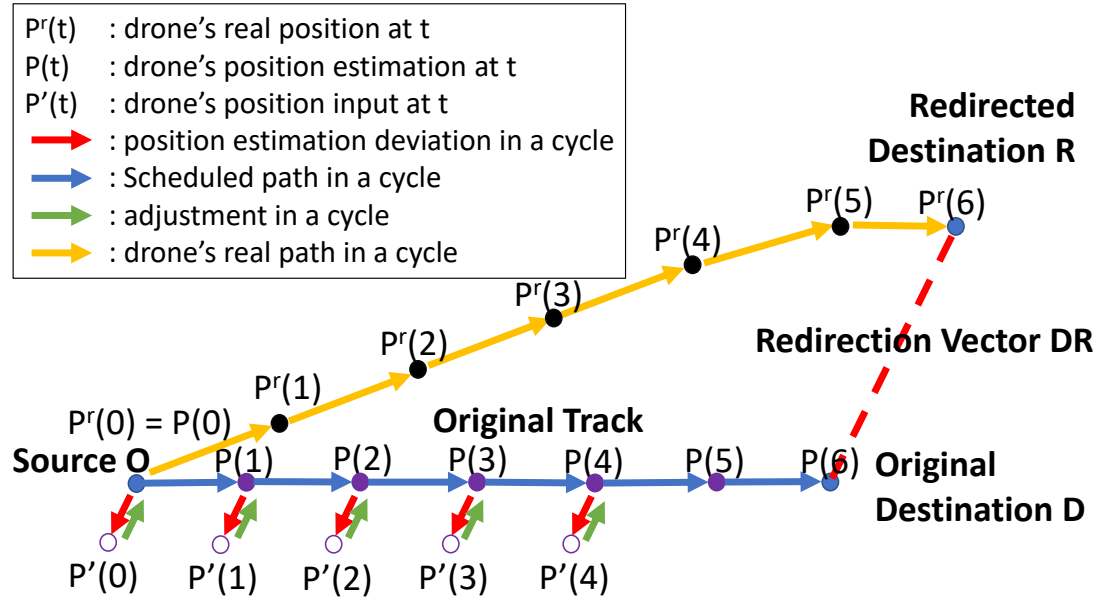 Pʳ(t) : drone’s real position at t
P(t) : drone’s position estimation at t
P’(t) : drone’s position input at t
: position estimation deviation in a cycle
: Scheduled path in a cycle
: adjustment in a cycle
: drone’s real path in a cycle
Redirected
Destination R
Pʳ(5)
Pʳ(6)
Pʳ(4)
Pʳ(3)
Pʳ(2)
Redirection Vector DR
Pʳ(1)
Pʳ(0) = P(0)
Original Track
Source O
P(1)
P(2)
P(3)
P(4)
P(5)
P(6)
Original
Destination D
P’(0)
P’(1)
P’(2)
P’(3)
P’(4)